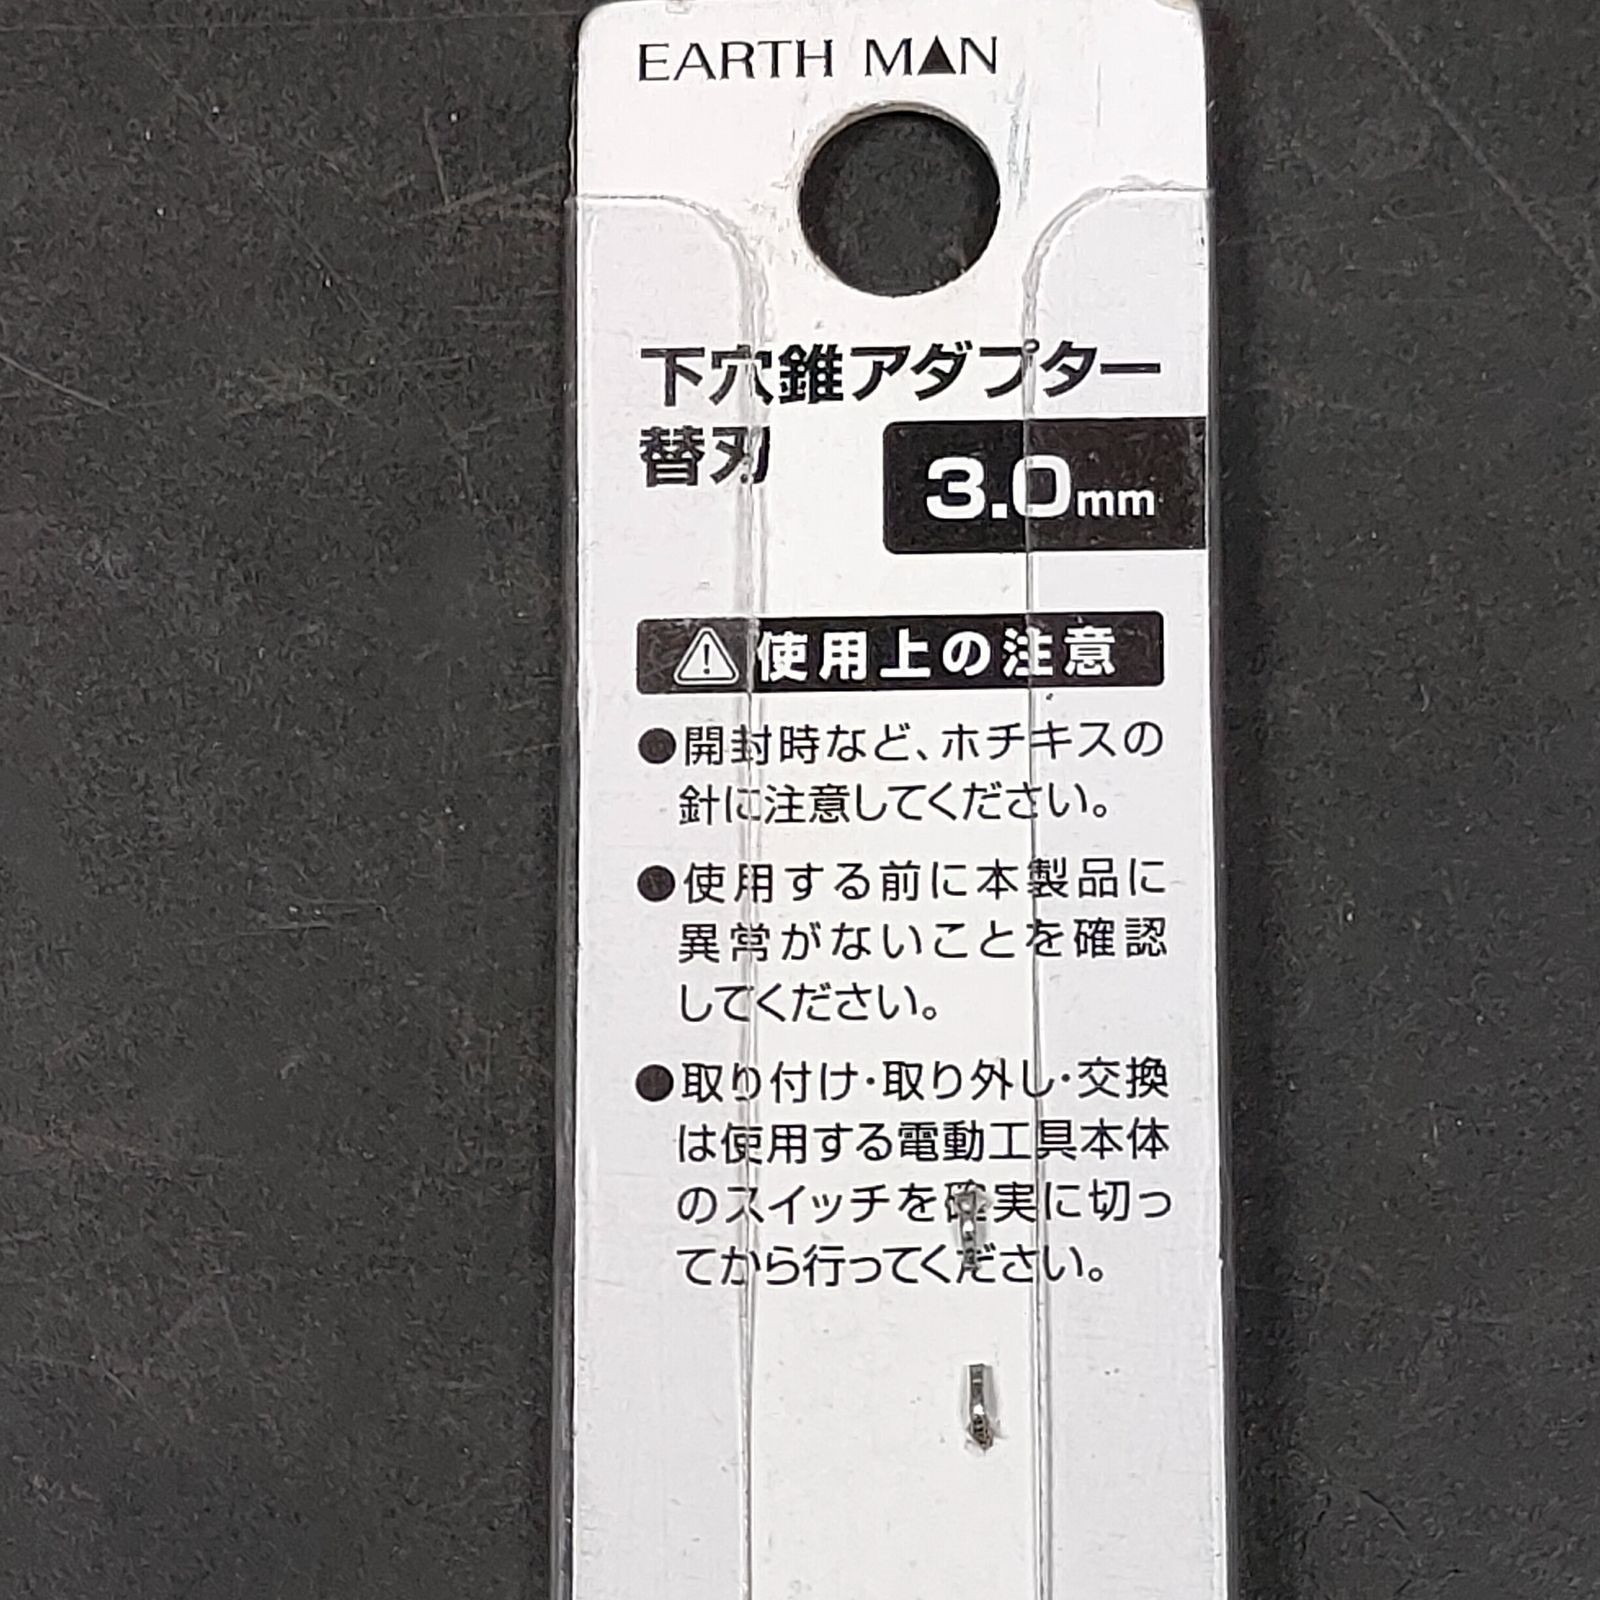 EARTH MAN
下穴錐アダプター
替刃
3.0mm
使用上の注意
●開封時など、ホチキスの
針に注意してください。
●使用する前に本製品に
異常がないことを確認
してください。
●取り付け・取り外し・交換
は使用する電動工具本体
のスイッチを確実に切っ
てから行ってください。